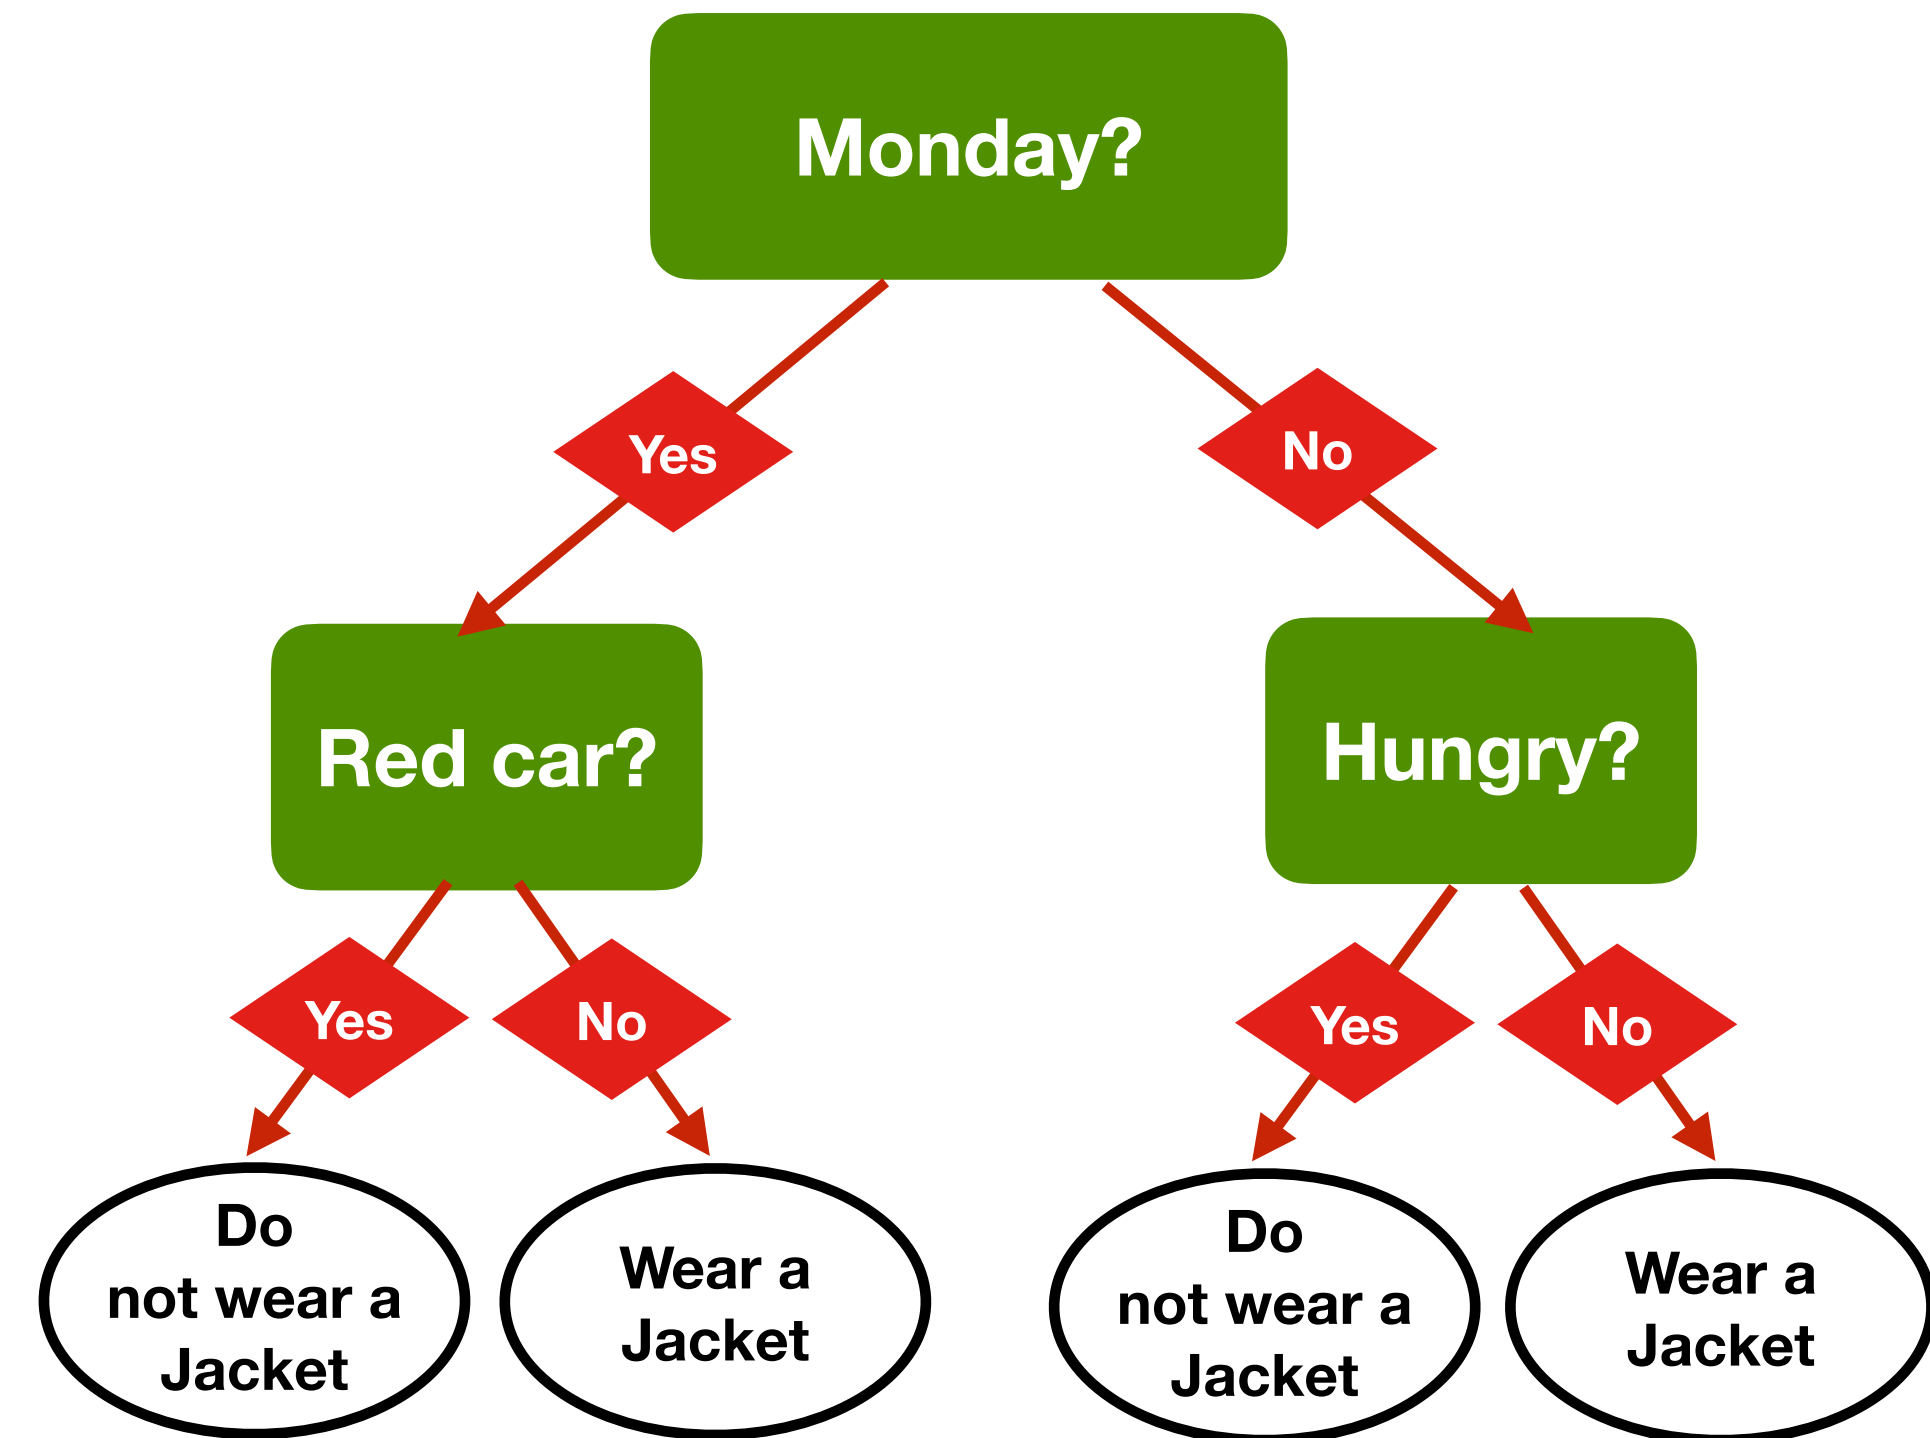 Monday?
Yes
No
Red car?
Hungry?
Yes
No
Yes
No
Do
not wear a
Jacket
Wear a
Jacket
Do
not wear a
Jacket
Wear a
Jacket